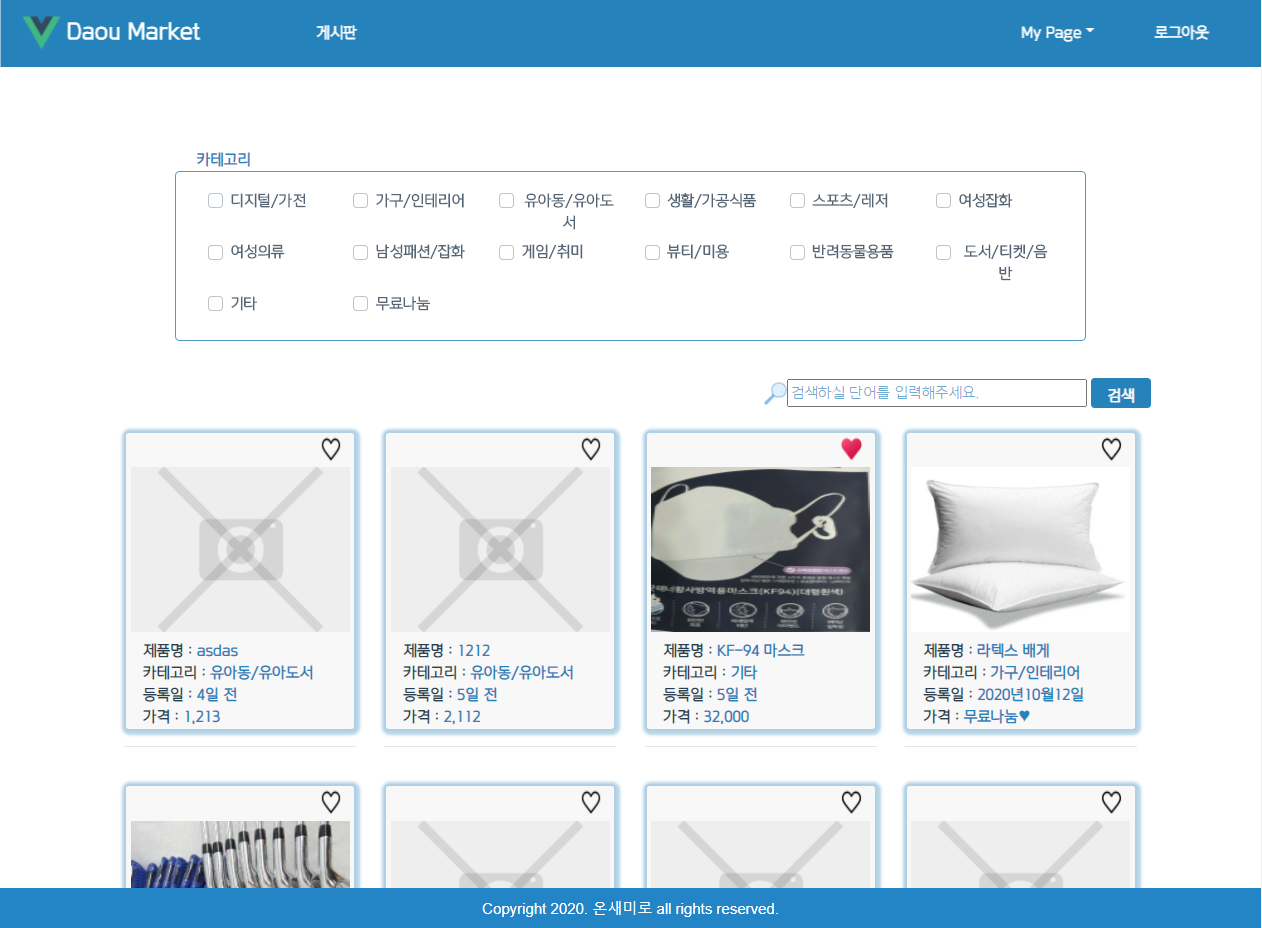 Daou Market 게시판 My Page 로그아웃
카테고리
디지털/가전 가구/인테리어 유아동/유아도서 생활/가공식품 스포츠/레저 여성잡화
여성의류 남성패션/잡화 게임/취미 뷰티/미용 반려동물용품 도서/티켓/음반
기타 무료나눔
검색하실 단어를 입력해주세요. 검색
제품명 : asdas
카테고리 : 유아동/유아도서
등록일 : 4일 전
가격 : 1,213
제품명 : 1212
카테고리 : 유아동/유아도서
등록일 : 5일 전
가격 : 2,112
제품명 : KF-94 마스크
카테고리 : 기타
등록일 : 5일 전
가격 : 32,000
제품명 : 라텍스 배게
카테고리 : 가구/인테리어
등록일 : 2020년10월12일
가격 : 무료나눔♥
Copyright 2020. 온새미로 all rights reserved.